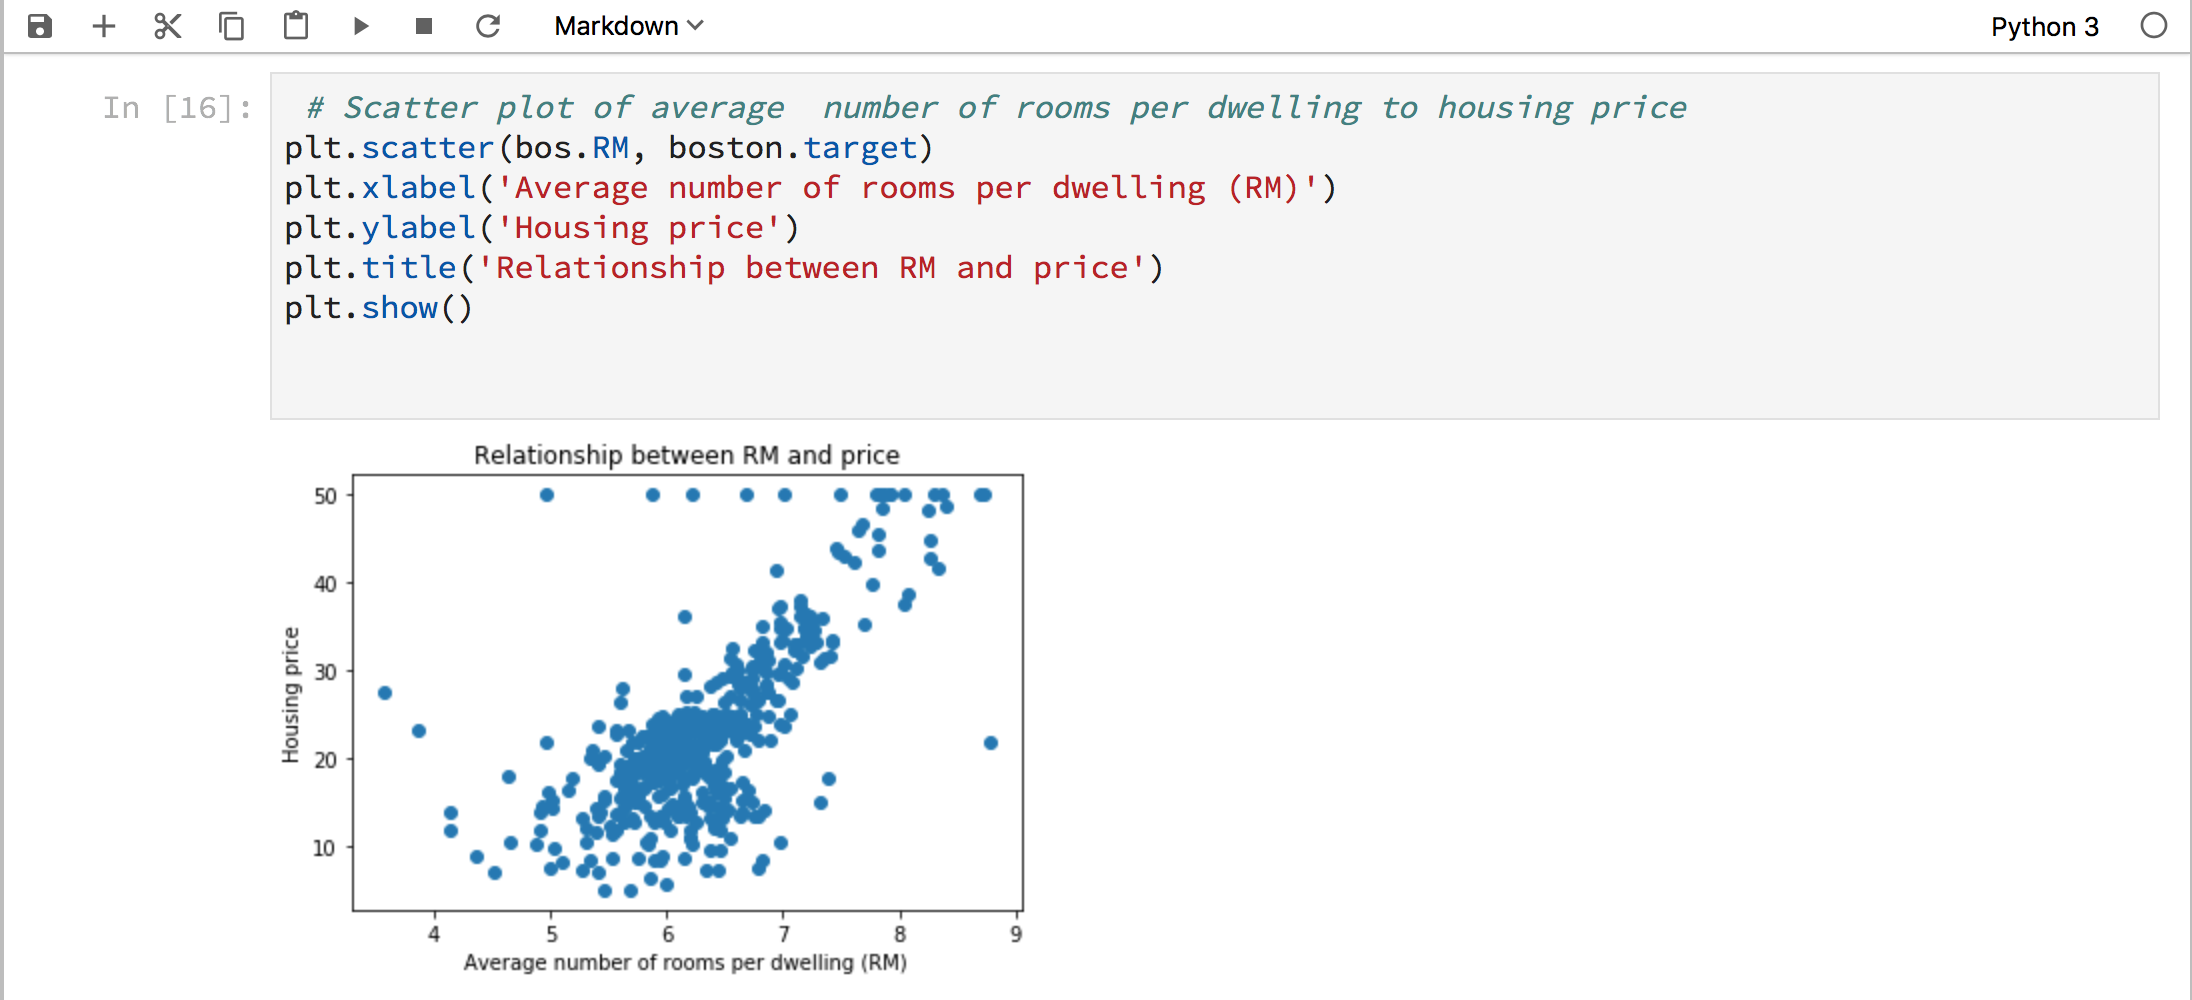 Markdown
Python 3
In [16]:
# Scatter plot of average  number of rooms per dwelling to housing price
plt.scatter(bos.RM, boston.target)
plt.xlabel('Average number of rooms per dwelling (RM)')
plt.ylabel('Housing price')
plt.title('Relationship between RM and price')
plt.show()
Relationship between RM and price
50
40
30
20
10
Housing price
4 5 6 7 8 9
Average number of rooms per dwelling (RM)